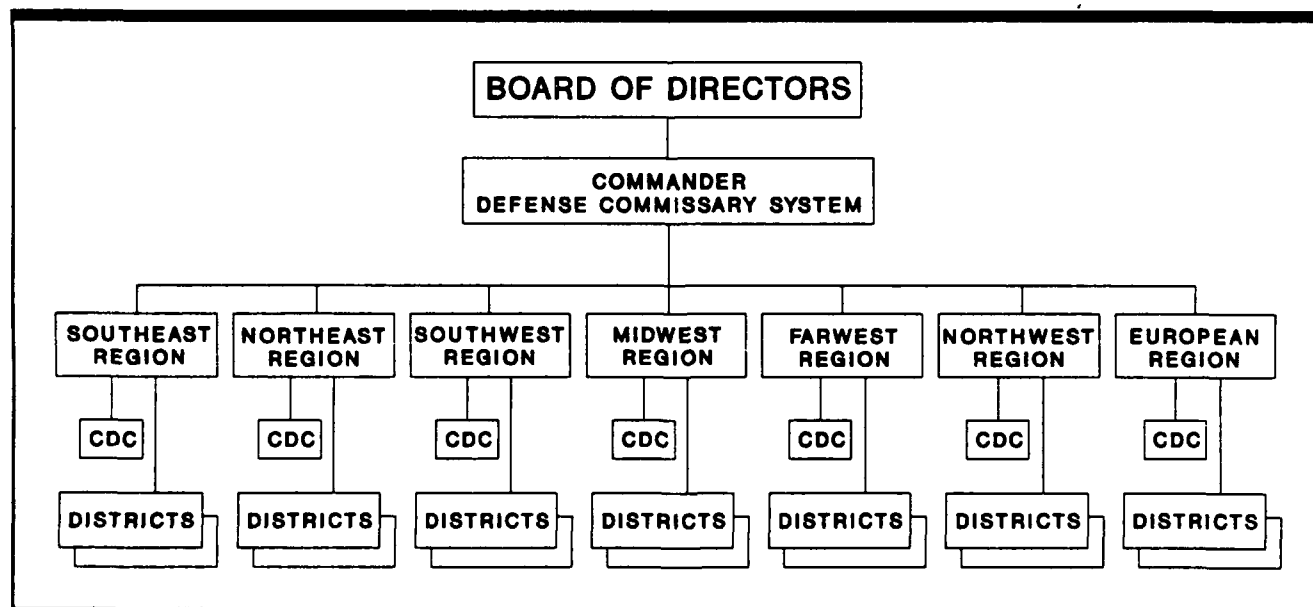 BOARD OF DIRECTORS
COMMANDER
DEFENSE COMMISSARY SYSTEM
SOUTHEAST
REGION
NORTHEAST
REGION
SOUTHWEST
REGION
MIDWEST
REGION
FARWEST
REGION
NORTHWEST
REGION
EUROPEAN
REGION
CDC
CDC
CDC
CDC
CDC
CDC
CDC
DISTRICTS
DISTRICTS
DISTRICTS
DISTRICTS
DISTRICTS
DISTRICTS
DISTRICTS